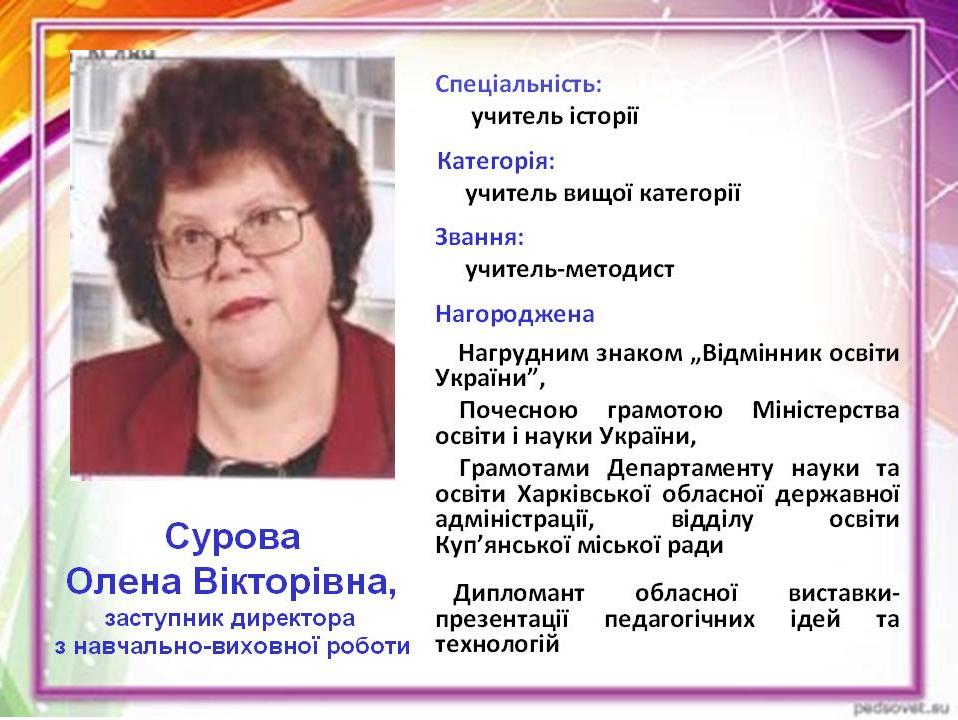 Спеціальність:
учитель історії
Категорія:
учитель вищої категорії
Звання:
учитель-методист
Нагороджена
Нагрудним знаком „Відмінник освіти
України”,
Почесною грамотою Міністерства
освіти і науки України,
Грамотами Департаменту науки та
освіти Харківської обласної державної
адміністрації, відділу освіти
Куп’янської міської ради
Дипломант обласної виставки-
презентації педагогічних ідей та
технологій
Сурова
Олена Вікторівна,
заступник директора
з навчально-виховної роботи
pedsovet.su